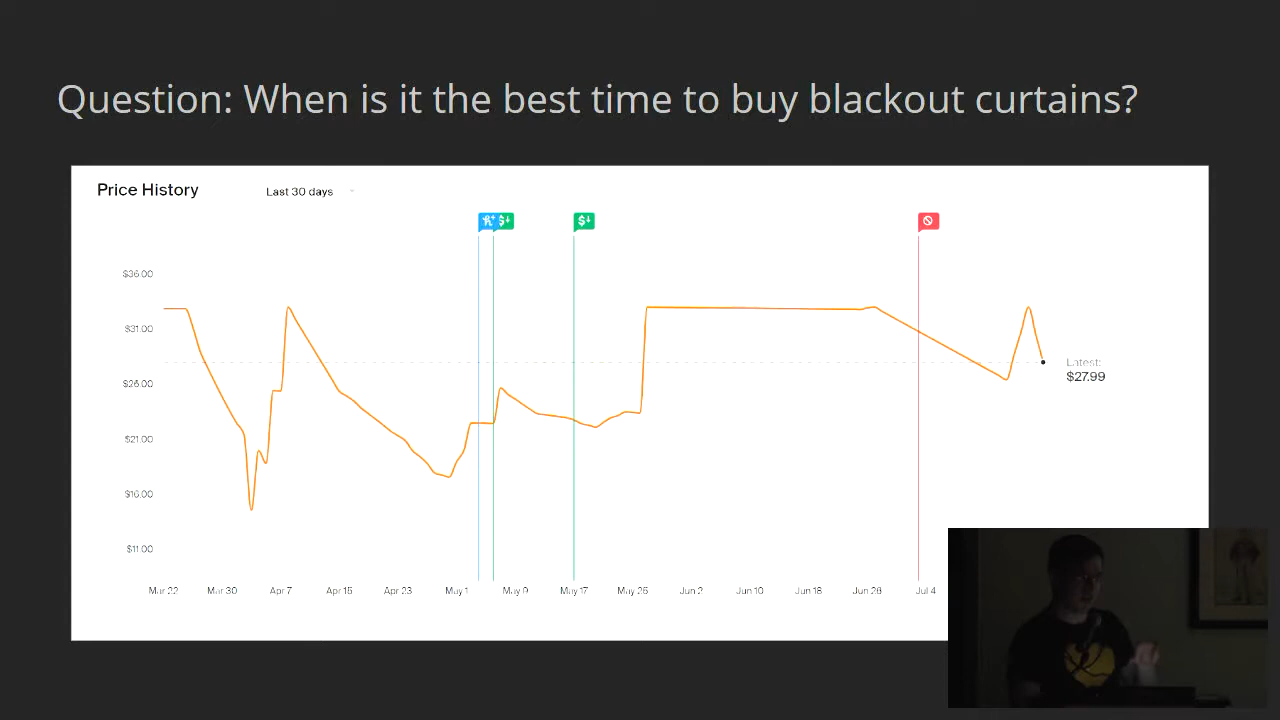 Question: When is it the best time to buy blackout curtains?
Price History
Last 30 days
$36.00
$31.00
$26.00
$21.00
$16.00
$11.00
Latest:
$27.99
Mar 22 Mar 30 Apr 7 Apr 15 Apr 23 May 1 May 9 May 17 May 25 Jun 2 Jun 10 Jun 18 Jun 26 Jul 4